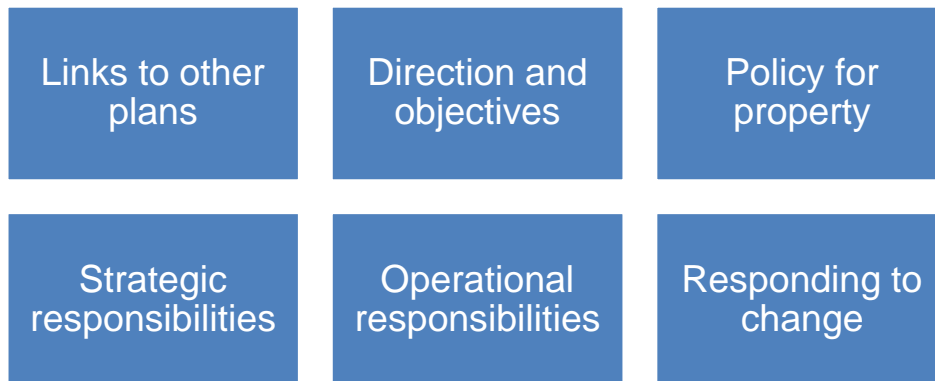 Links to other
plans
Direction and
objectives
Policy for
property
Strategic
responsibilities
Operational
responsibilities
Responding to
change